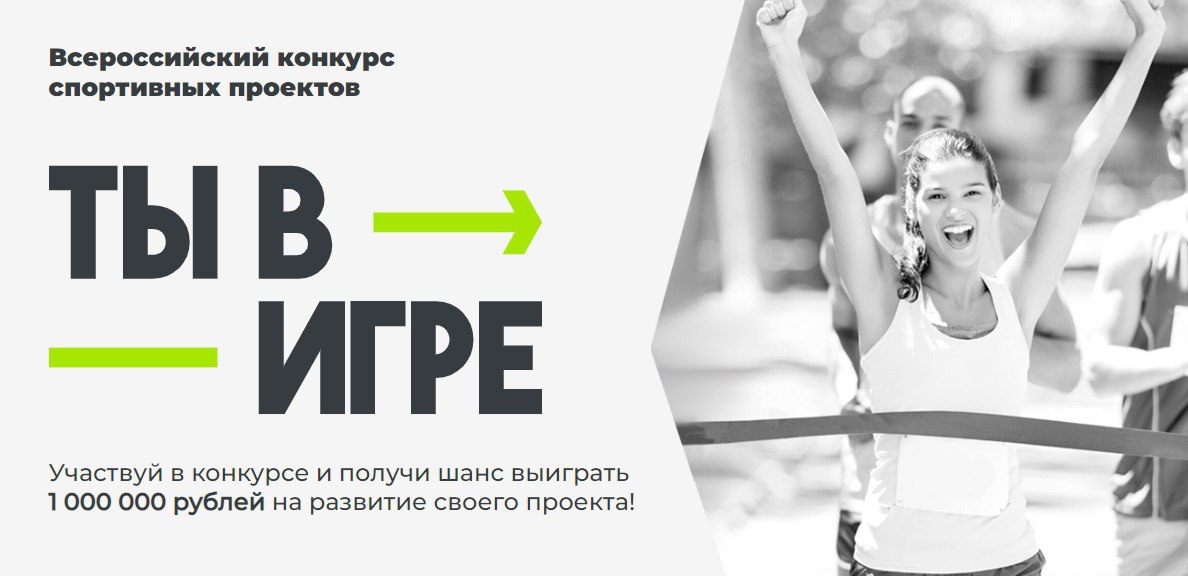 Всероссийский конкурс
спортивных проектов
ТЫ В
ИГРЕ
Участвуй в конкурсе и получи шанс выиграть
1 000 000 рублей на развитие своего проекта!